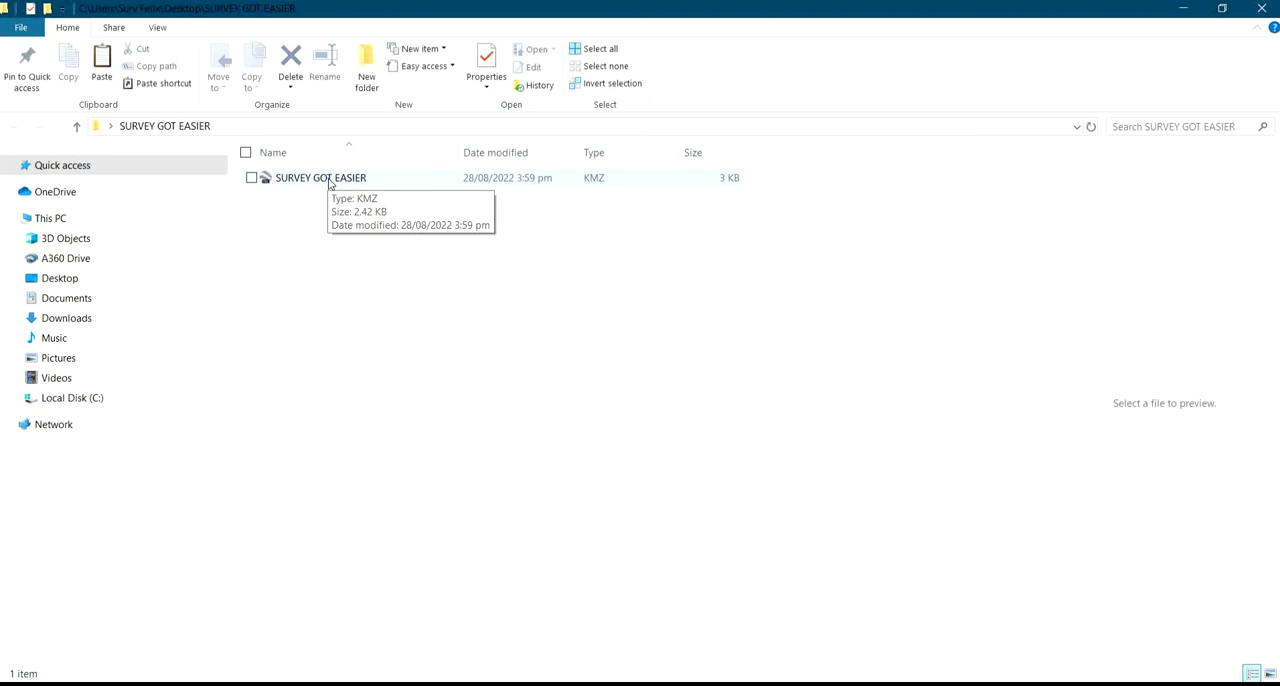 C:\Users\Surv Felix\Desktop\SURVEY GOT EASIER
File Home Share View
Pin to Quick access
Copy
Paste
Cut
Copy path
Paste shortcut
Clipboard
Move to
Copy to
Delete
Rename
Organize
New folder
New item
Easy access
New
Properties
Open
Edit
History
Open
Select all
Select none
Invert selection
Select
SURVEY GOT EASIER
Search SURVEY GOT EASIER
Name Date modified Type Size
SURVEY GOT EASIER 28/08/2022 3:59 pm KMZ 3 KB
Type: KMZ
Size: 2.42 KB
Date modified: 28/08/2022 3:59 pm
Quick access
OneDrive
This PC
3D Objects
A360 Drive
Desktop
Documents
Downloads
Music
Pictures
Videos
Local Disk (C:)
Network
Select a file to preview.
1 item